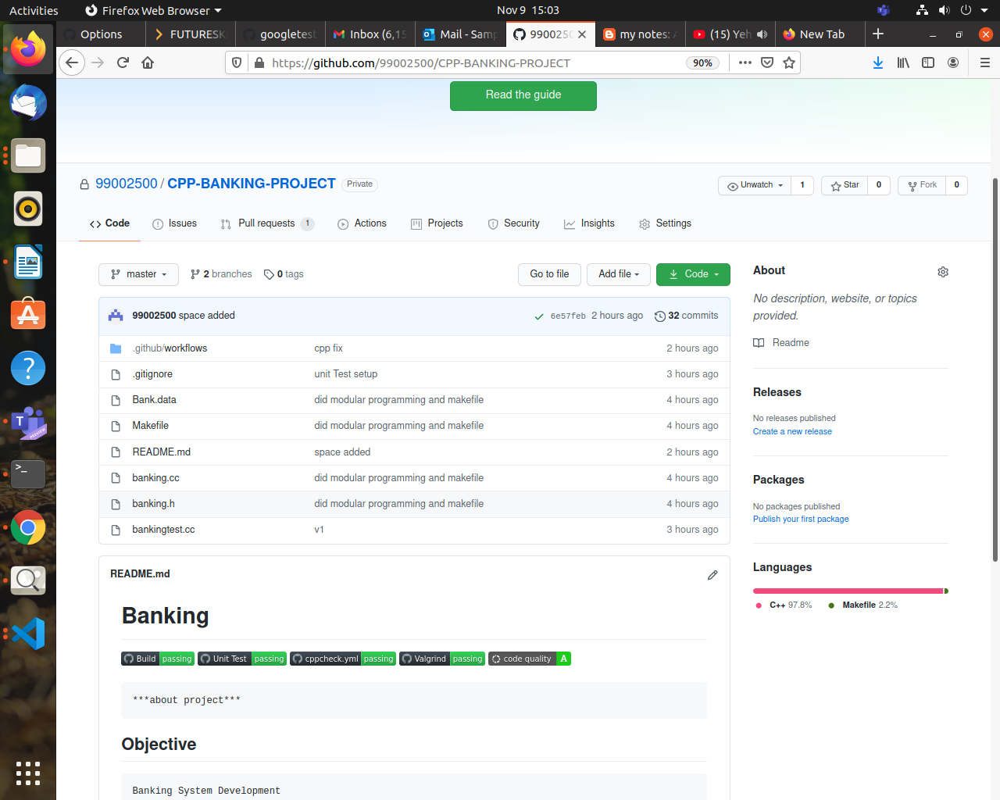 Activities Firefox Web Browser Nov 9 15:03
Options FUTURESK googletest Inbox (6,15 Mail - Samp 99002500 my notes: A (15) Yeh New Tab
https://github.com/99002500/CPP-BANKING-PROJECT 90%
Read the guide
99002500 / CPP-BANKING-PROJECT Private Unwatch 1 Star 0 Fork 0
Code Issues Pull requests 1 Actions Projects Security Insights Settings
master 2 branches 0 tags Go to file Add file Code
99002500 space added 6e57feb 2 hours ago 32 commits
.github/workflows cpp fix 2 hours ago
.gitignore unit Test setup 3 hours ago
Bank.data did modular programming and makefile 4 hours ago
Makefile did modular programming and makefile 4 hours ago
README.md space added 2 hours ago
banking.cc did modular programming and makefile 4 hours ago
banking.h did modular programming and makefile 4 hours ago
bankingtest.cc v1 3 hours ago
README.md
Banking
Build passing Unit Test passing cppcheck.yml passing Valgrind passing code quality A
***about project***
Objective
Banking System Development
About
No description, website, or topics
provided.
Readme
Releases
No releases published
Create a new release
Packages
No packages published
Publish your first package
Languages
C++ 97.8% Makefile 2.2%